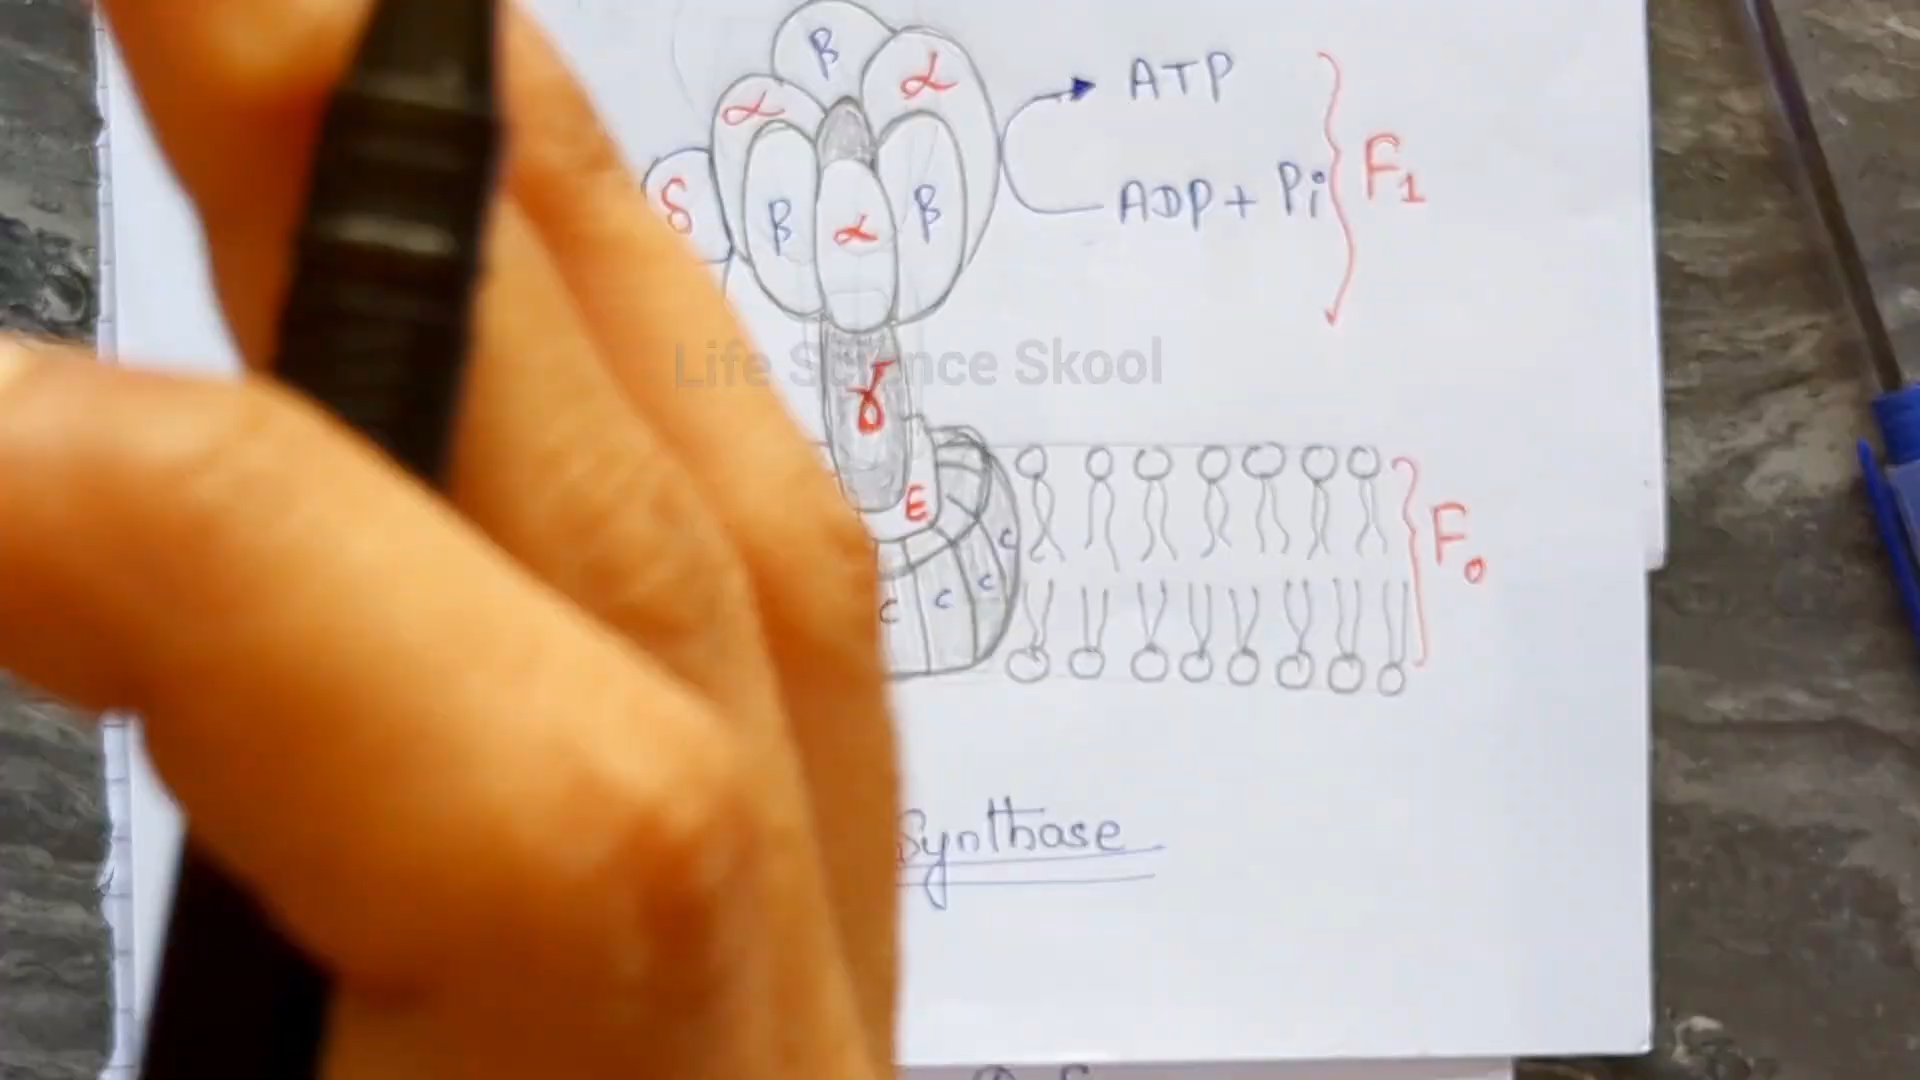 β
α
ATP
α
δ
β
α
β
ADP + Pi
F1
Life Science Skool
γ
E
c
c
c
c
F0
Synthase